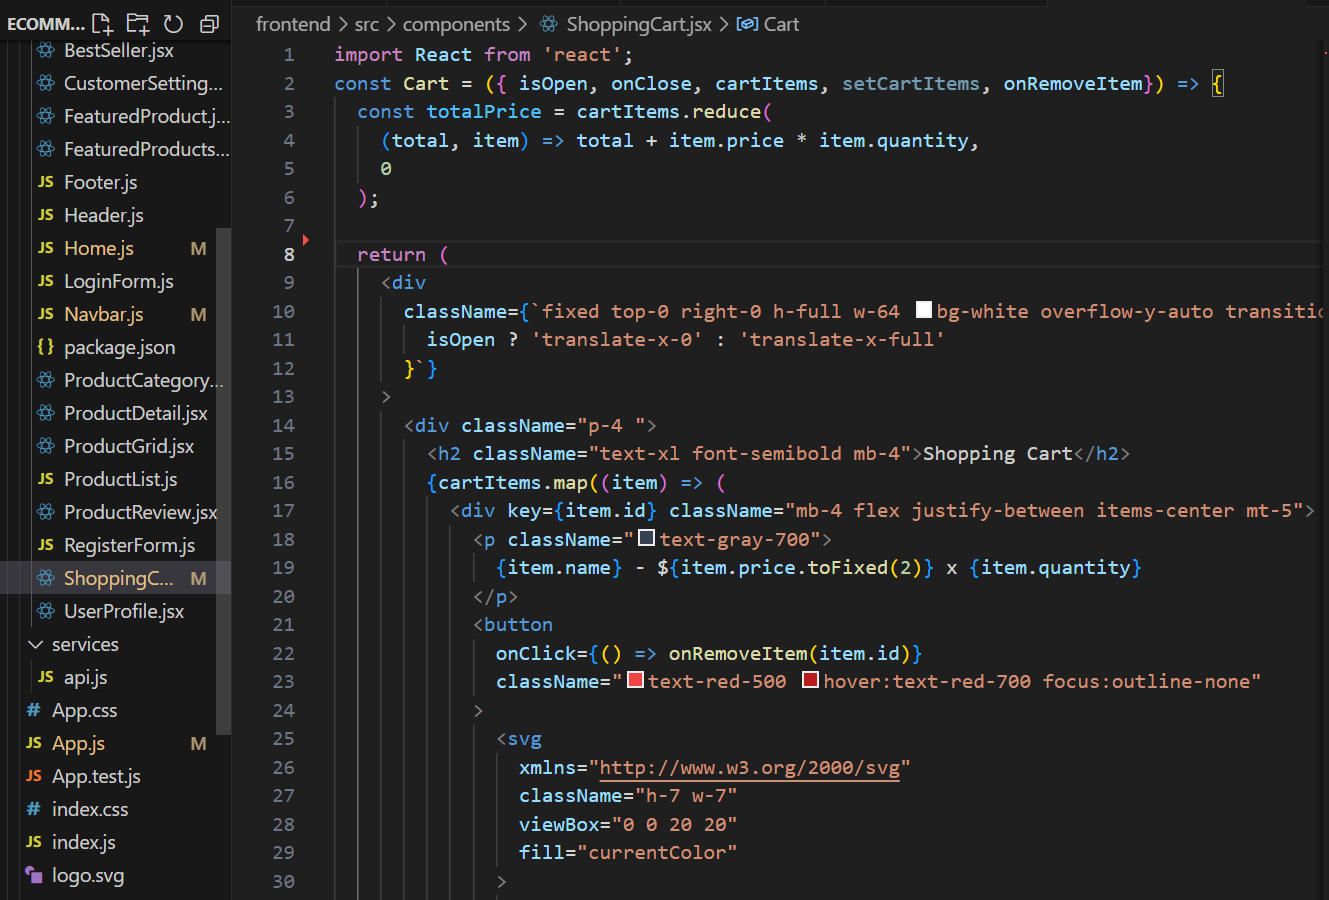 ECOMM...
BestSeller.jsx
CustomerSetting...
FeaturedProduct.j...
FeaturedProducts...
JS Footer.js
JS Header.js
JS Home.js M
JS LoginForm.js
JS Navbar.js M
{} package.json
ProductCategory...
ProductDetail.jsx
ProductGrid.jsx
JS ProductList.js
ProductReview.jsx
JS RegisterForm.js
ShoppingC... M
UserProfile.jsx
services
JS api.js
# App.css
JS App.js M
JS App.test.js
# index.css
JS index.js
logo.svg
frontend > src > components > ShoppingCart.jsx > Cart
1 import React from 'react';
2 const Cart = ({ isOpen, onClose, cartItems, setCartItems, onRemoveItem}) => {
3 const totalPrice = cartItems.reduce(
4 (total, item) => total + item.price * item.quantity,
5 0
6 );
7
8 return (
9 <div
10 className={`fixed top-0 right-0 h-full w-64 bg-white overflow-y-auto transitio
11 isOpen ? 'translate-x-0' : 'translate-x-full'
12 }`}
13 >
14 <div className="p-4 ">
15 <h2 className="text-xl font-semibold mb-4">Shopping Cart</h2>
16 {cartItems.map((item) => (
17 <div key={item.id} className="mb-4 flex justify-between items-center mt-5">
18 <p className="text-gray-700">
19 {item.name} - ${item.price.toFixed(2)} x {item.quantity}
20 </p>
21 <button
22 onClick={() => onRemoveItem(item.id)}
23 className="text-red-500 hover:text-red-700 focus:outline-none"
24 >
25 <svg
26 xmlns="http://www.w3.org/2000/svg"
27 className="h-7 w-7"
28 viewBox="0 0 20 20"
29 fill="currentColor"
30 >